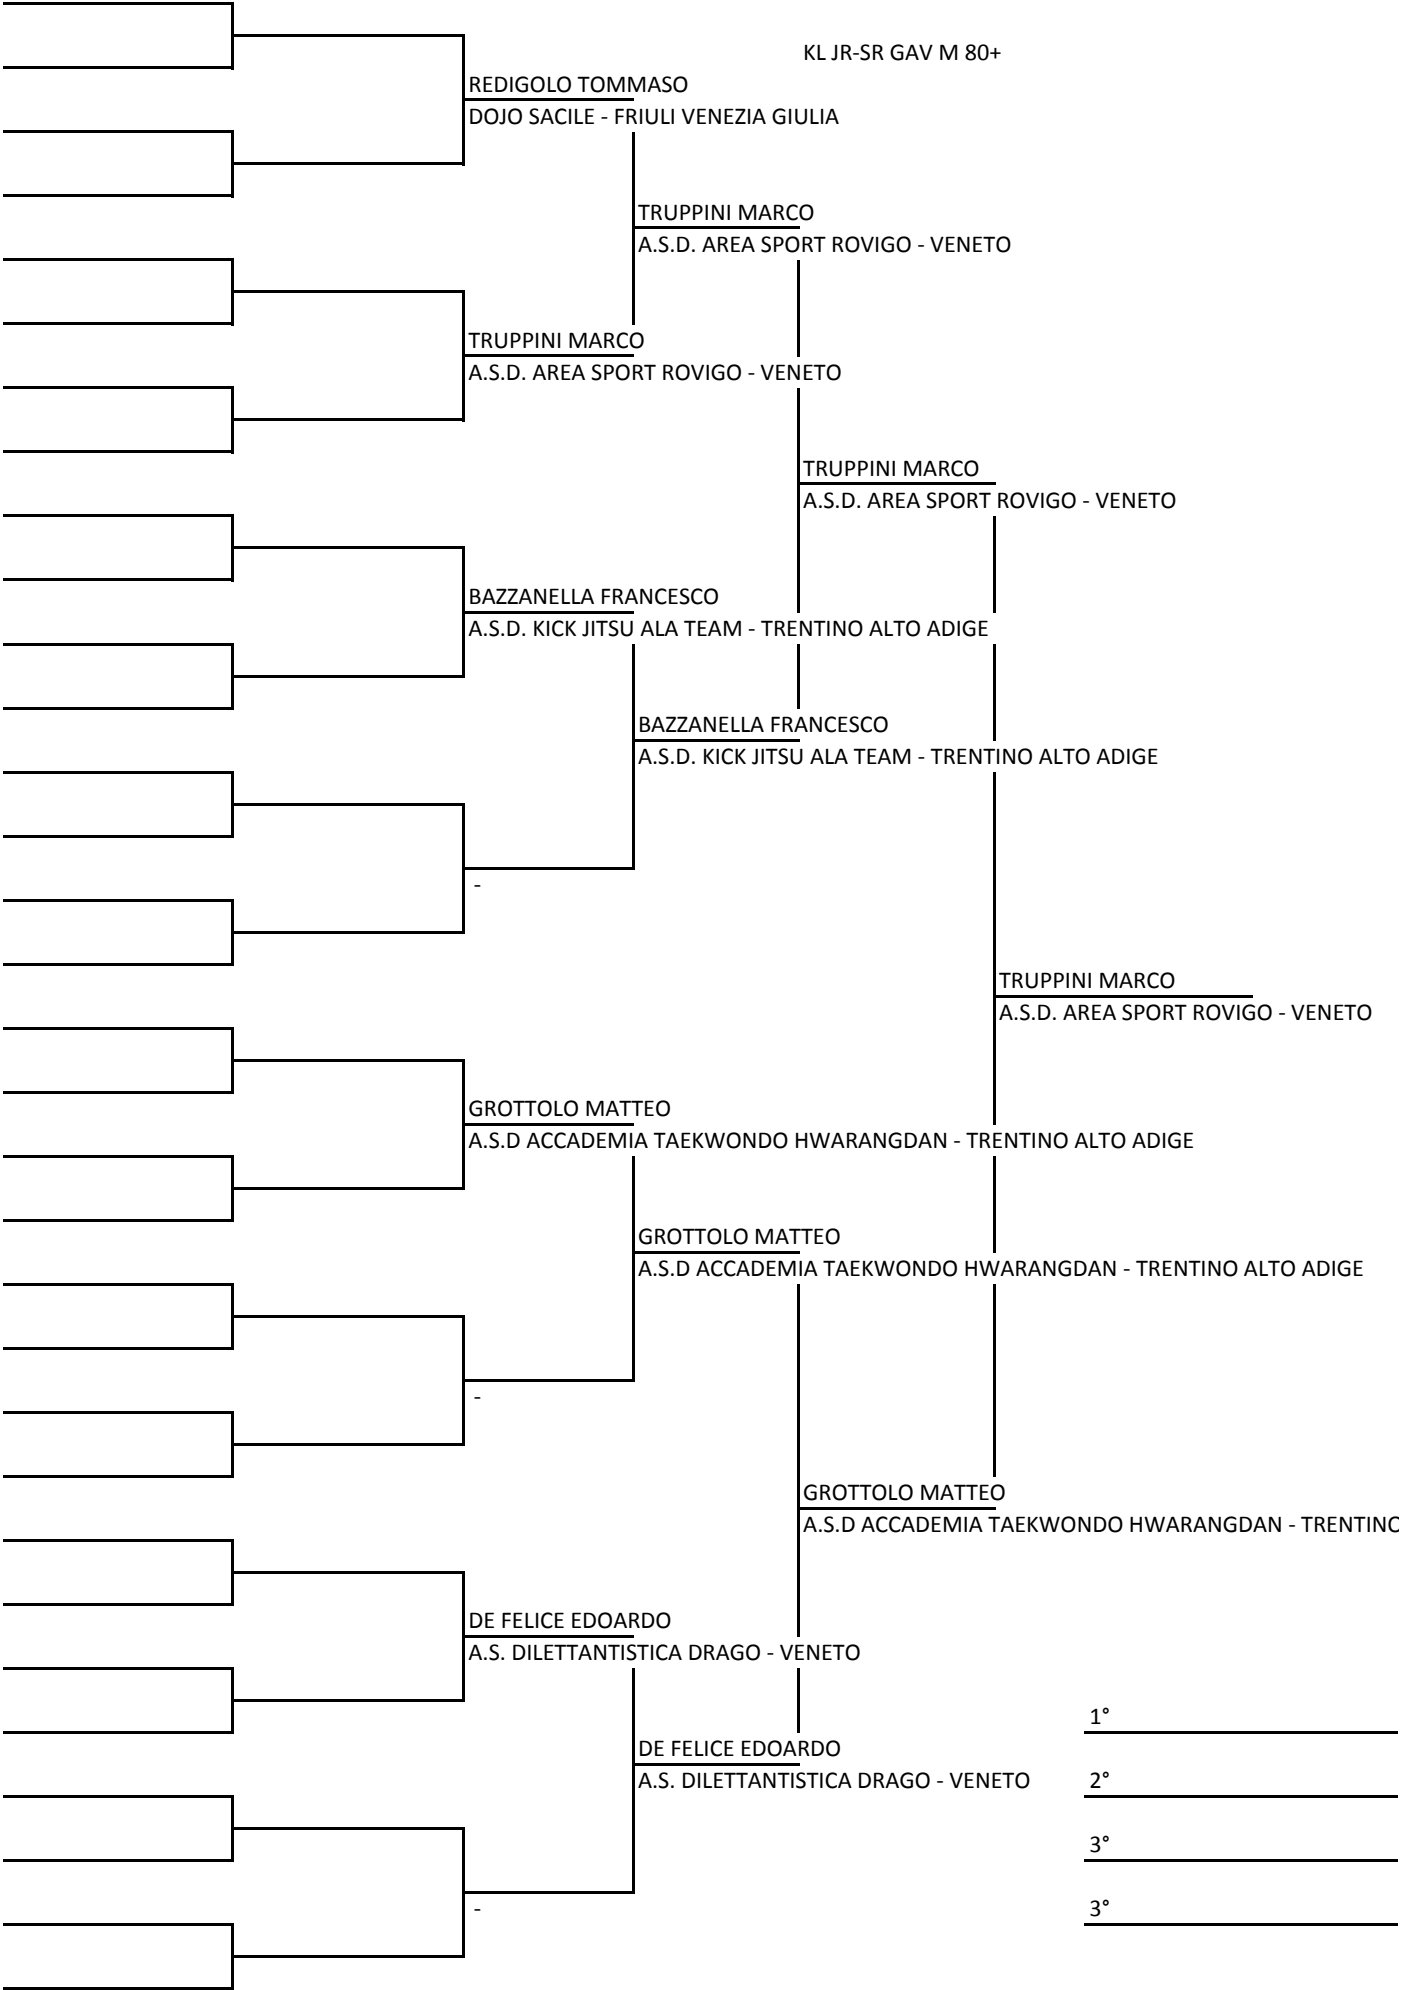 KL JR-SR GAV M 80+
REDIGOLO TOMMASO
DOJO SACILE - FRIULI VENEZIA GIULIA
TRUPPINI MARCO
A.S.D. AREA SPORT ROVIGO - VENETO
TRUPPINI MARCO
A.S.D. AREA SPORT ROVIGO - VENETO
TRUPPINI MARCO
A.S.D. AREA SPORT ROVIGO - VENETO
BAZZANELLA FRANCESCO
A.S.D. KICK JITSU ALA TEAM - TRENTINO ALTO ADIGE
BAZZANELLA FRANCESCO
A.S.D. KICK JITSU ALA TEAM - TRENTINO ALTO ADIGE
-
TRUPPINI MARCO
A.S.D. AREA SPORT ROVIGO - VENETO
GROTTOLO MATTEO
A.S.D ACCADEMIA TAEKWONDO HWARANGDAN - TRENTINO ALTO ADIGE
GROTTOLO MATTEO
A.S.D ACCADEMIA TAEKWONDO HWARANGDAN - TRENTINO ALTO ADIGE
-
GROTTOLO MATTEO
A.S.D ACCADEMIA TAEKWONDO HWARANGDAN - TRENTINO
DE FELICE EDOARDO
A.S. DILETTANTISTICA DRAGO - VENETO
1°
DE FELICE EDOARDO
A.S. DILETTANTISTICA DRAGO - VENETO
2°
3°
-
3°